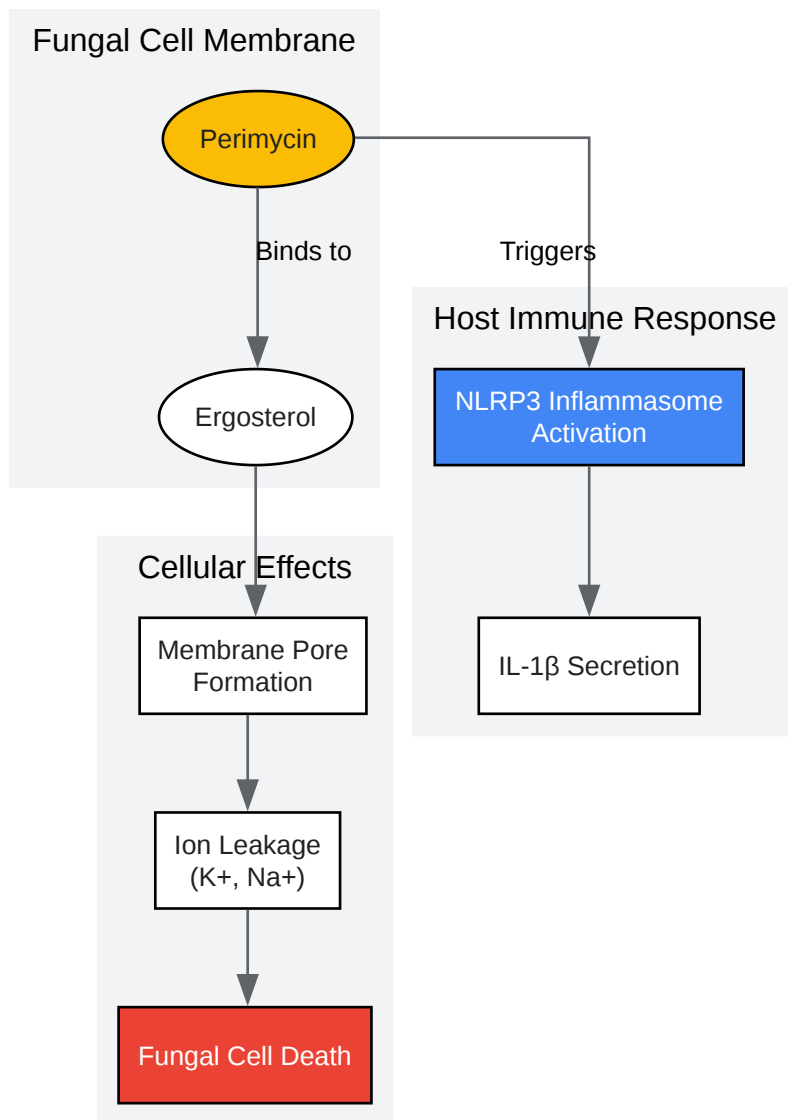 Fungal Cell Membrane
Perimycin
Binds to
Triggers
Host Immune Response
Ergosterol
NLRP3 Inflammasome
Activation
Cellular Effects
Membrane Pore
Formation
IL-1β Secretion
Ion Leakage
(K+, Na+)
Fungal Cell Death